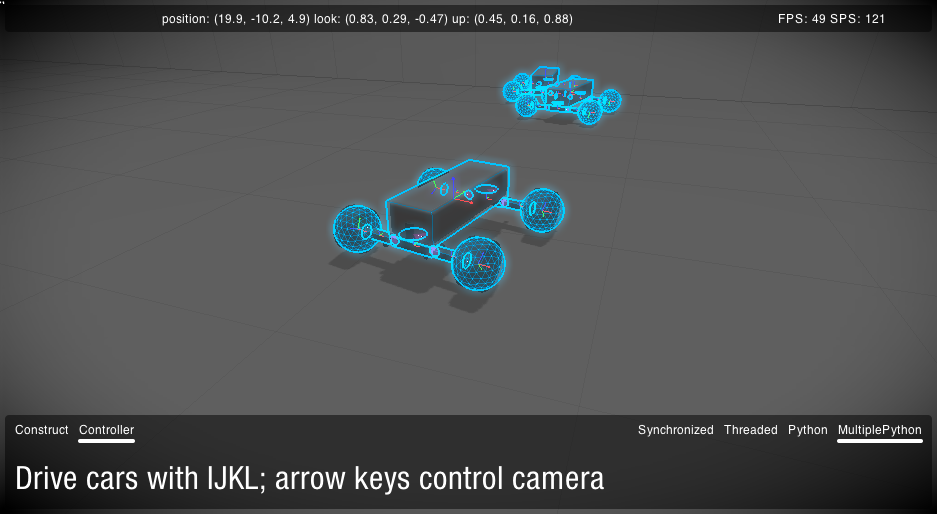 position: (19.9, -10.2, 4.9) look: (0.83, 0.29, -0.47) up: (0.45, 0.16, 0.88) FPS: 49 SPS: 121
Construct Controller Synchronized Threaded Python MultiplePython
Drive cars with IJKL; arrow keys control camera